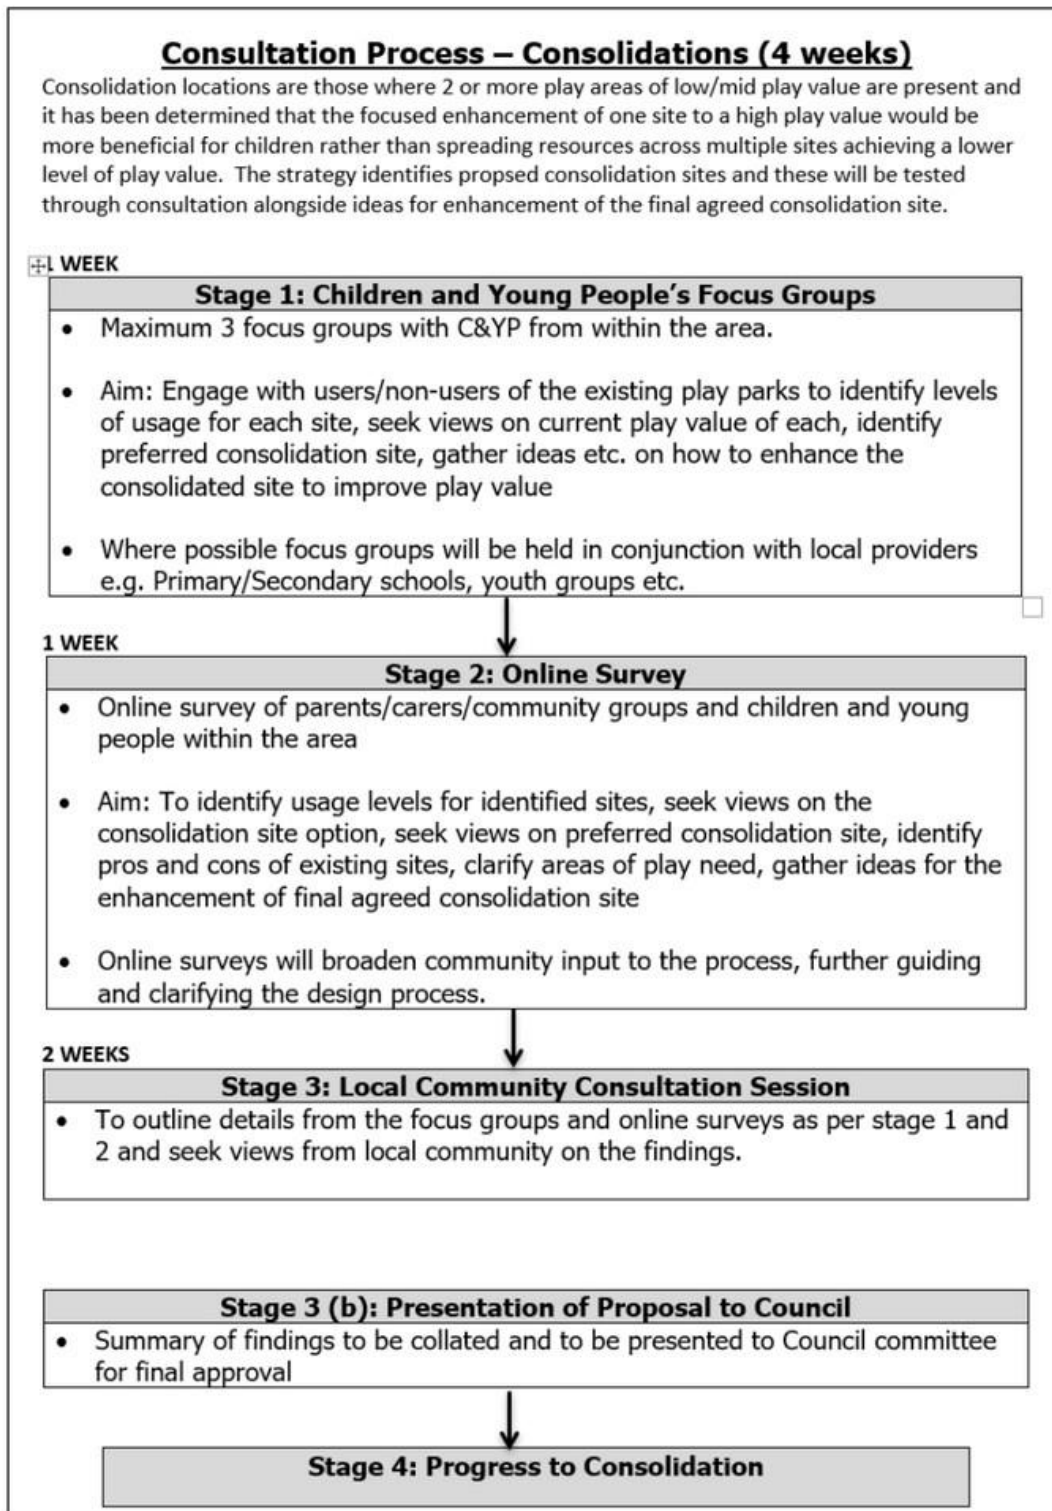 Consultation Process – Consolidations (4 weeks)
Consolidation locations are those where 2 or more play areas of low/mid play value are present and
it has been determined that the focused enhancement of one site to a high play value would be
more beneficial for children rather than spreading resources across multiple sites achieving a lower
level of play value.  The strategy identifies propsed consolidation sites and these will be tested
through consultation alongside ideas for enhancement of the final agreed consolidation site.
1 WEEK
Stage 1: Children and Young People's Focus Groups
• Maximum 3 focus groups with C&YP from within the area.
• Aim: Engage with users/non-users of the existing play parks to identify levels
of usage for each site, seek views on current play value of each, identify
preferred consolidation site, gather ideas etc. on how to enhance the
consolidated site to improve play value
• Where possible focus groups will be held in conjunction with local providers
e.g. Primary/Secondary schools, youth groups etc.
1 WEEK
Stage 2: Online Survey
• Online survey of parents/carers/community groups and children and young
people within the area
• Aim: To identify usage levels for identified sites, seek views on the
consolidation site option, seek views on preferred consolidation site, identify
pros and cons of existing sites, clarify areas of play need, gather ideas for the
enhancement of final agreed consolidation site
• Online surveys will broaden community input to the process, further guiding
and clarifying the design process.
2 WEEKS
Stage 3: Local Community Consultation Session
• To outline details from the focus groups and online surveys as per stage 1 and
2 and seek views from local community on the findings.
Stage 3 (b): Presentation of Proposal to Council
• Summary of findings to be collated and to be presented to Council committee
for final approval
Stage 4: Progress to Consolidation